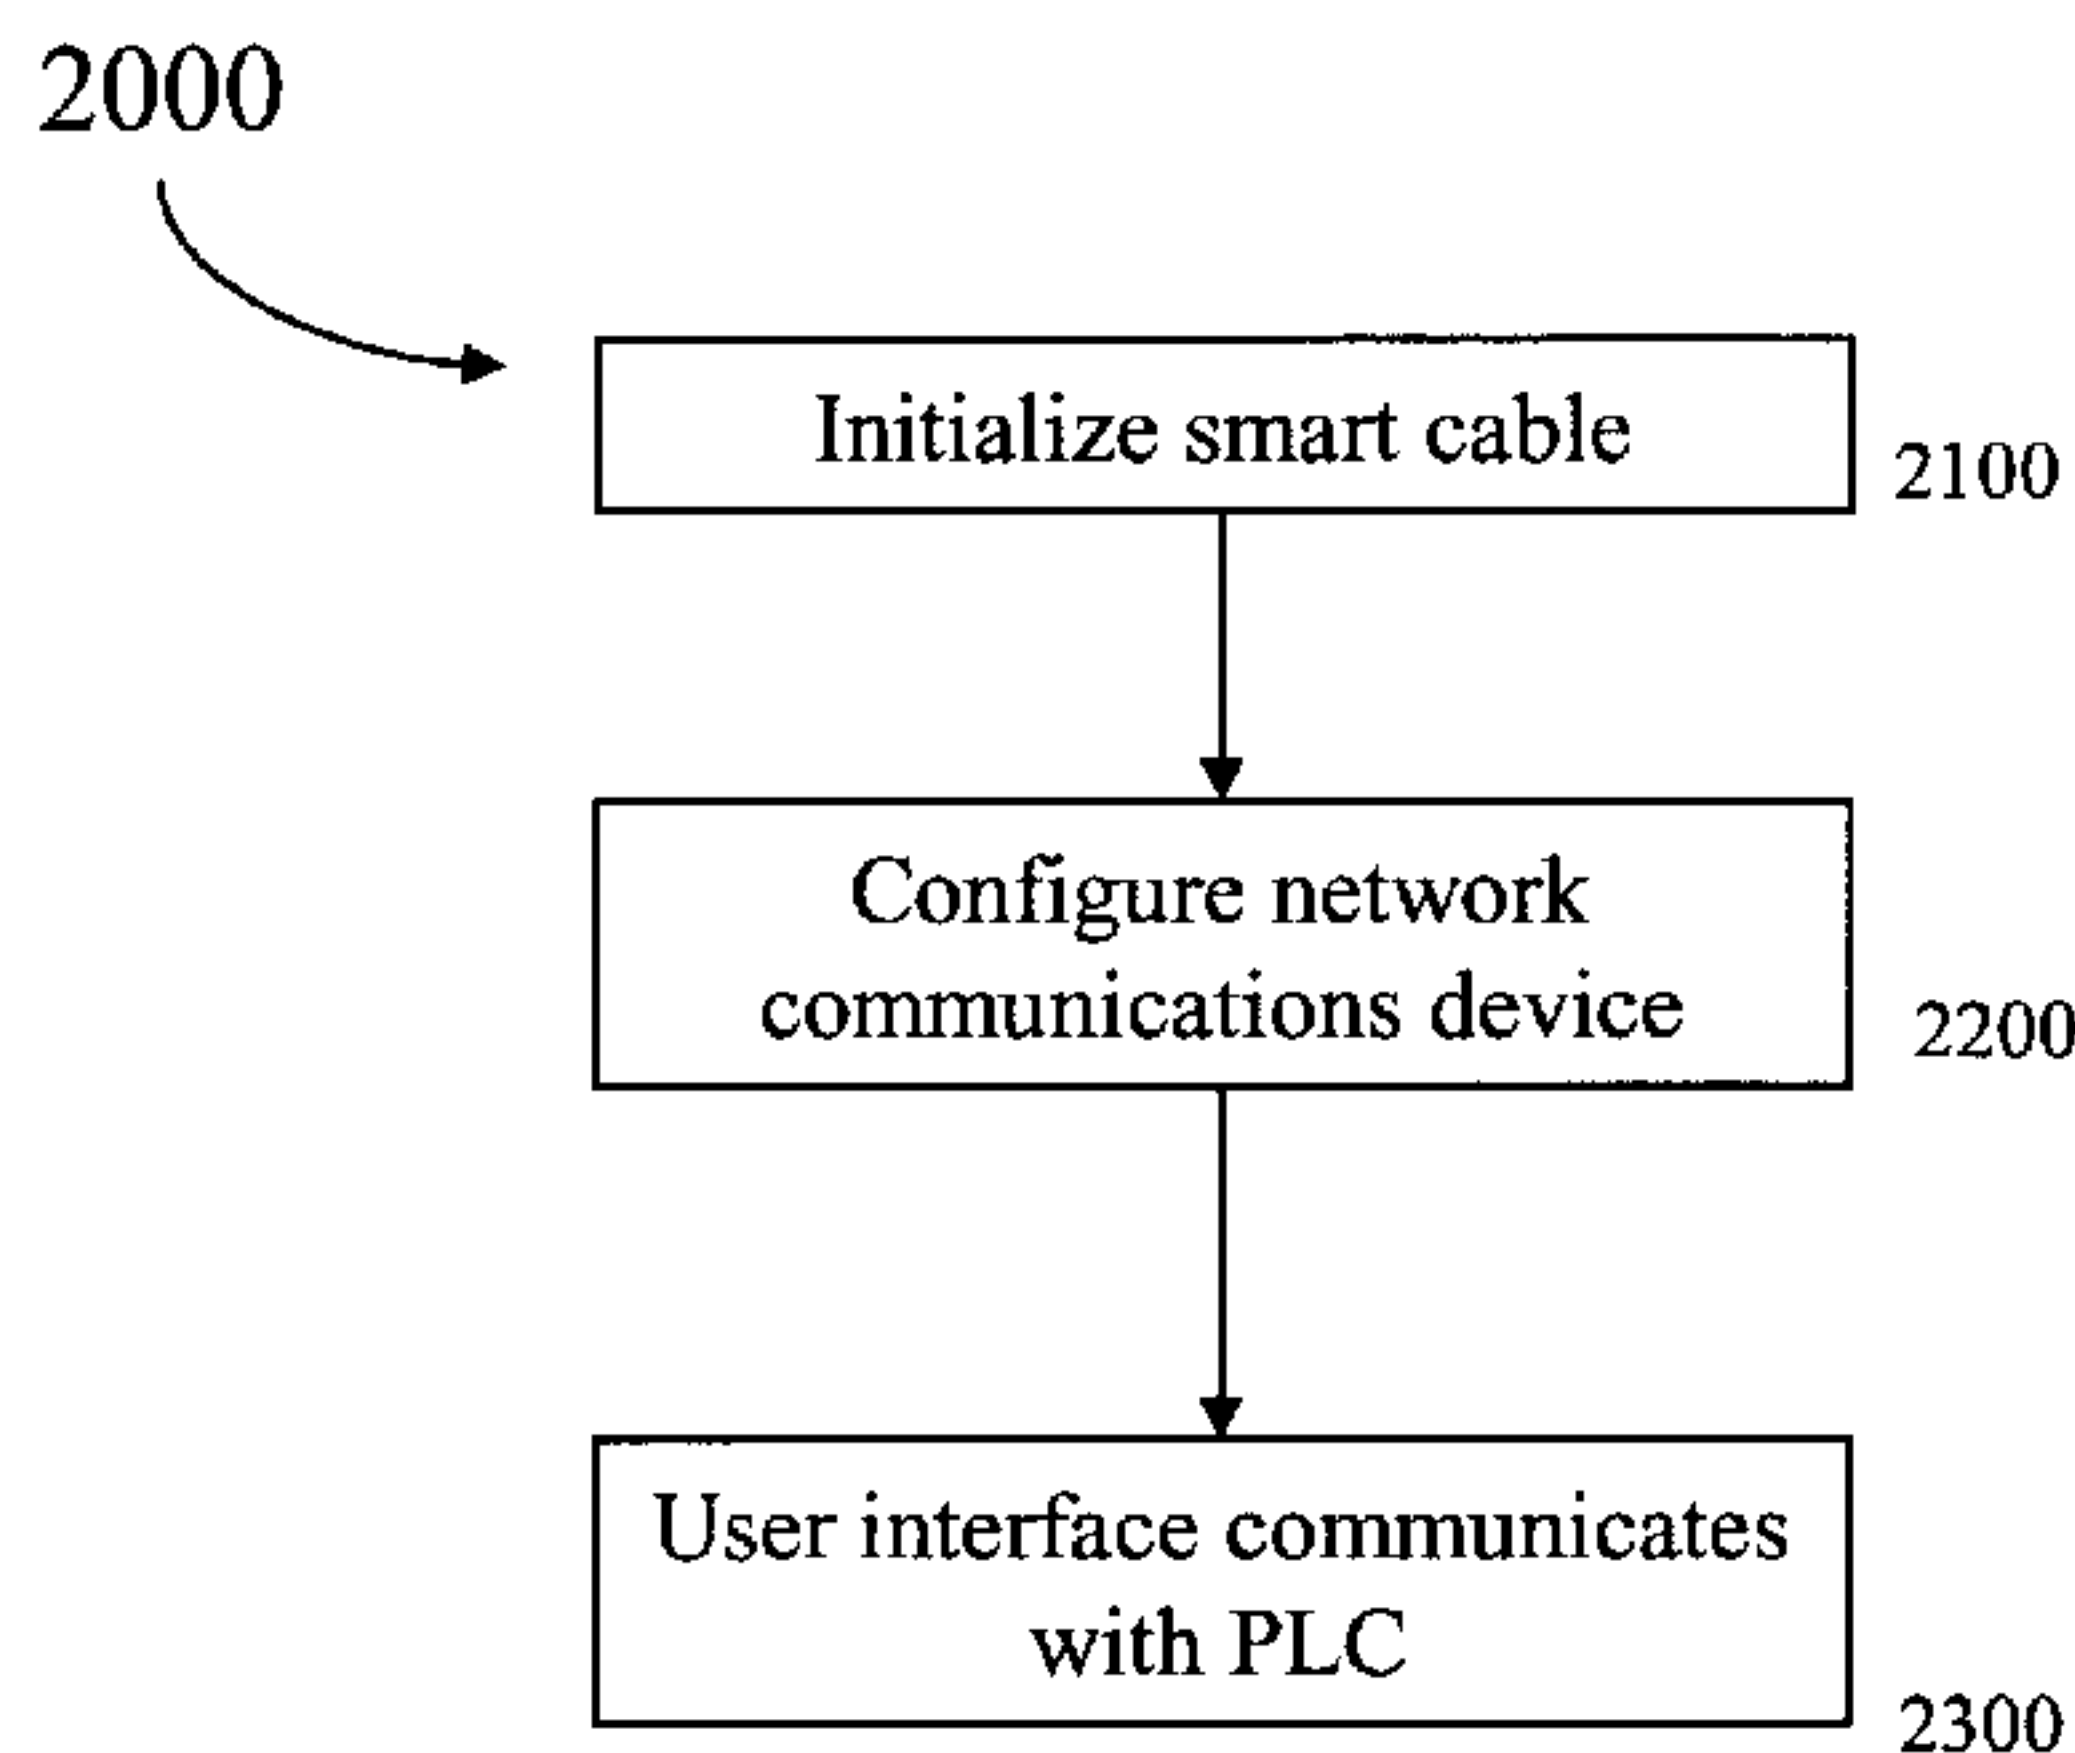 2000
Initialize smart cable
2100
Configure network
communications device
2200
User interface communicates
with PLC
2300